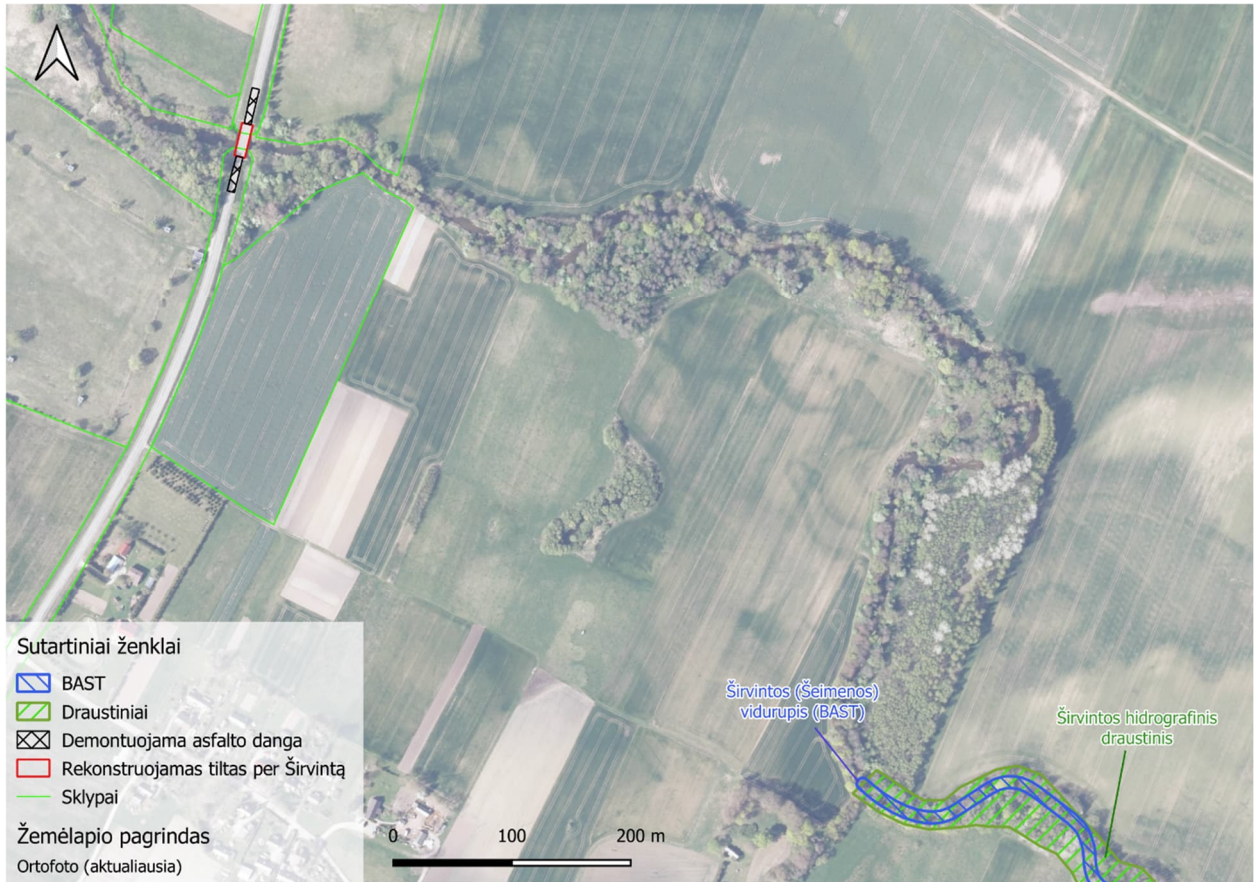 Širvintos (Šeimenos)
vidurupis (BAST)
Širvintos hidrografinis
draustinis
Sutartiniai ženklai
BAST
Draustiniai
Demontuojama asfalto danga
Rekonstruojamas tiltas per Širvintą
Sklypai
Žemėlapio pagrindas
Ortofoto (aktualiausia)
0 100 200 m